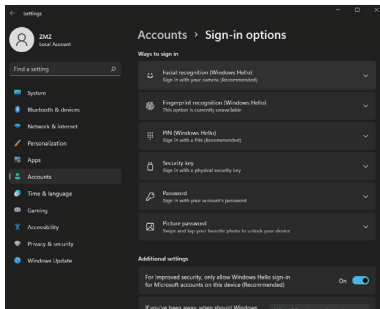 Settings
ZMZ
Local Account
Find a setting
System
Bluetooth & devices
Network & internet
Personalization
Apps
Accounts
Time & language
Gaming
Accessibility
Privacy & security
Windows Update
Accounts > Sign-in options
Ways to sign in
Facial recognition (Windows Hello)
Sign in with your camera (Recommended)
Fingerprint recognition (Windows Hello)
This option is currently unavailable
PIN (Windows Hello)
Sign in with a PIN (Recommended)
Security key
Sign in with a physical security key
Password
Sign in with your account's password
Picture password
Swipe and tap your favorite photo to unlock your device
Additional settings
For improved security, only allow Windows Hello sign-in
for Microsoft accounts on this device (Recommended)
On
If you've been away, when should Windows